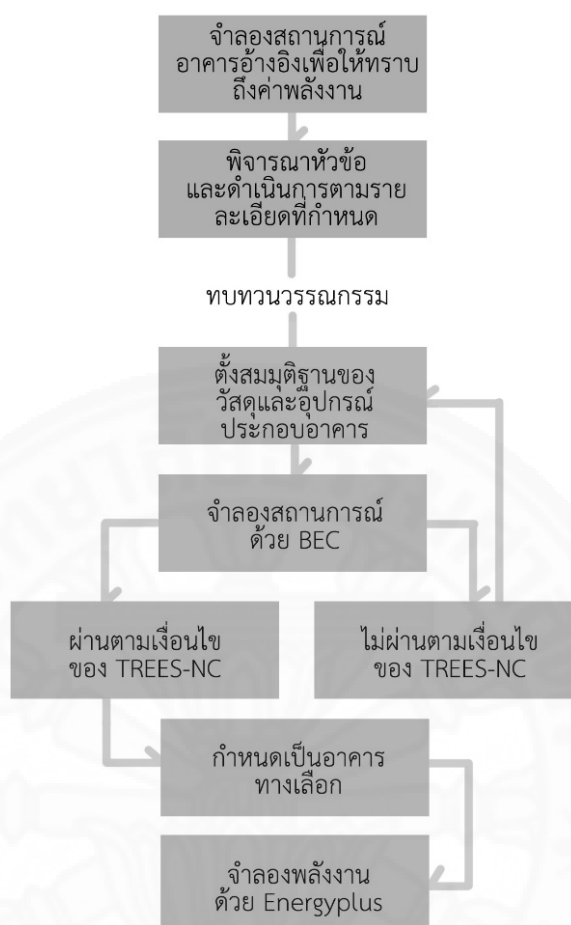 จำลองสถานการณ์
อาคารอ้างอิงเพื่อให้ทราบ
ถึงค่าพลังงาน
พิจารณาหัวข้อ
และดำเนินการตามราย
ละเอียดที่กำหนด
ทบทวนวรรณกรรม
ตั้งสมมุติฐานของ
วัสดุและอุปกรณ์
ประกอบอาคาร
จำลองสถานการณ์
ด้วย BEC
ผ่านตามเงื่อนไข
ของ TREES-NC
ไม่ผ่านตามเงื่อนไข
ของ TREES-NC
กำหนดเป็นอาคาร
ทางเลือก
จำลองพลังงาน
ด้วย Energyplus